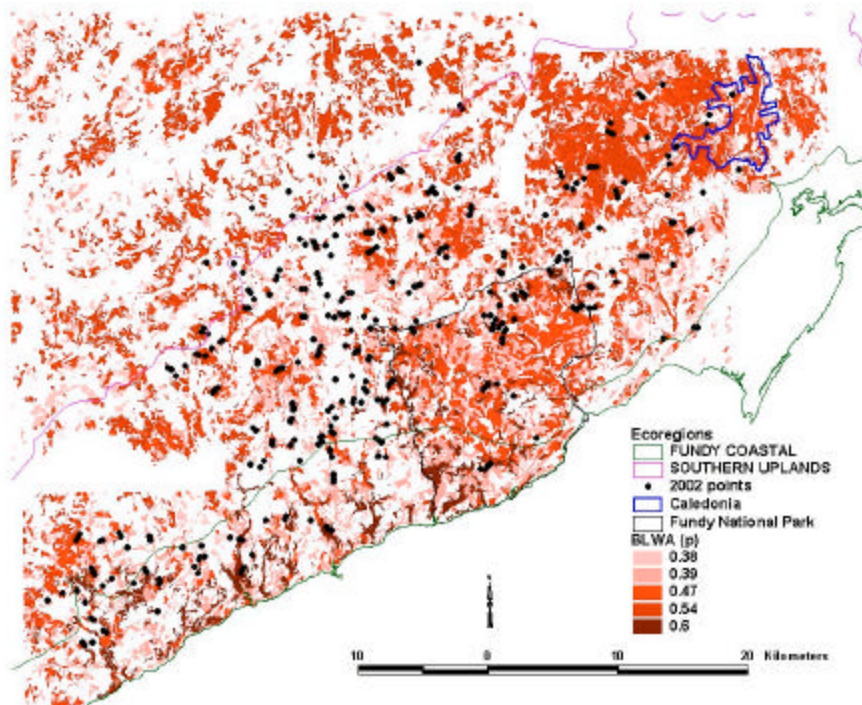 Ecoregions
FUNDY COASTAL
SOUTHERN UPLANDS
2002 points
Caledonia
Fundy National Park
BLWA (p)
0.38
0.39
0.47
0.54
0.6
10 0 10 20 Kilometers